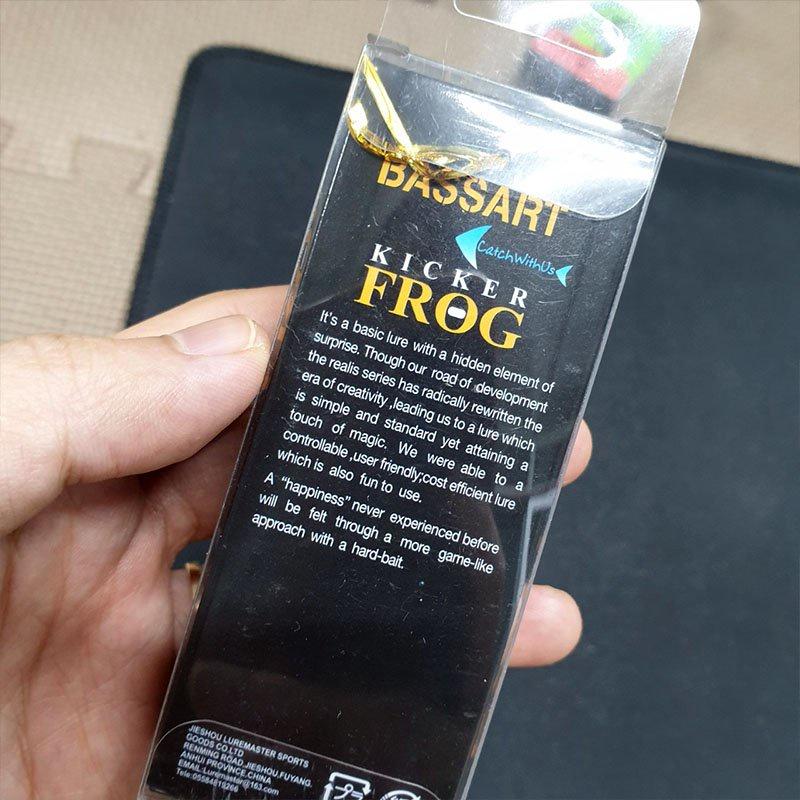 BASSART
CatchWithUs
KICKER
FROG
It's a basic lure with a hidden element of
surprise. Though our road of development
the realis series has radically rewritten the
era of creativity ,leading us to a lure which
is simple and standard yet attaining a
touch of magic. We were able to a
controllable ,user friendly;cost efficient lure
which is also fun to use.
A "happiness" never experienced before
will be felt through a more game-like
approach with a hard-bait.
JIESHOU LUREMASTER SPORTS
GOODS CO.LTD
RENMING ROAD,JIESHOU.FUYANG.
ANHUI PROVINCE.CHINA
EMAIL:Luremaster@163.com